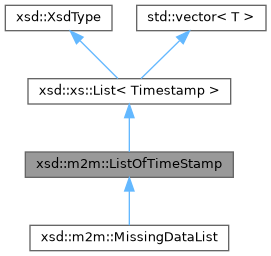 xsd::XsdType
std::vector< T >
xsd::xs::List< Timestamp >
xsd::m2m::ListOfTimeStamp
xsd::m2m::MissingDataList